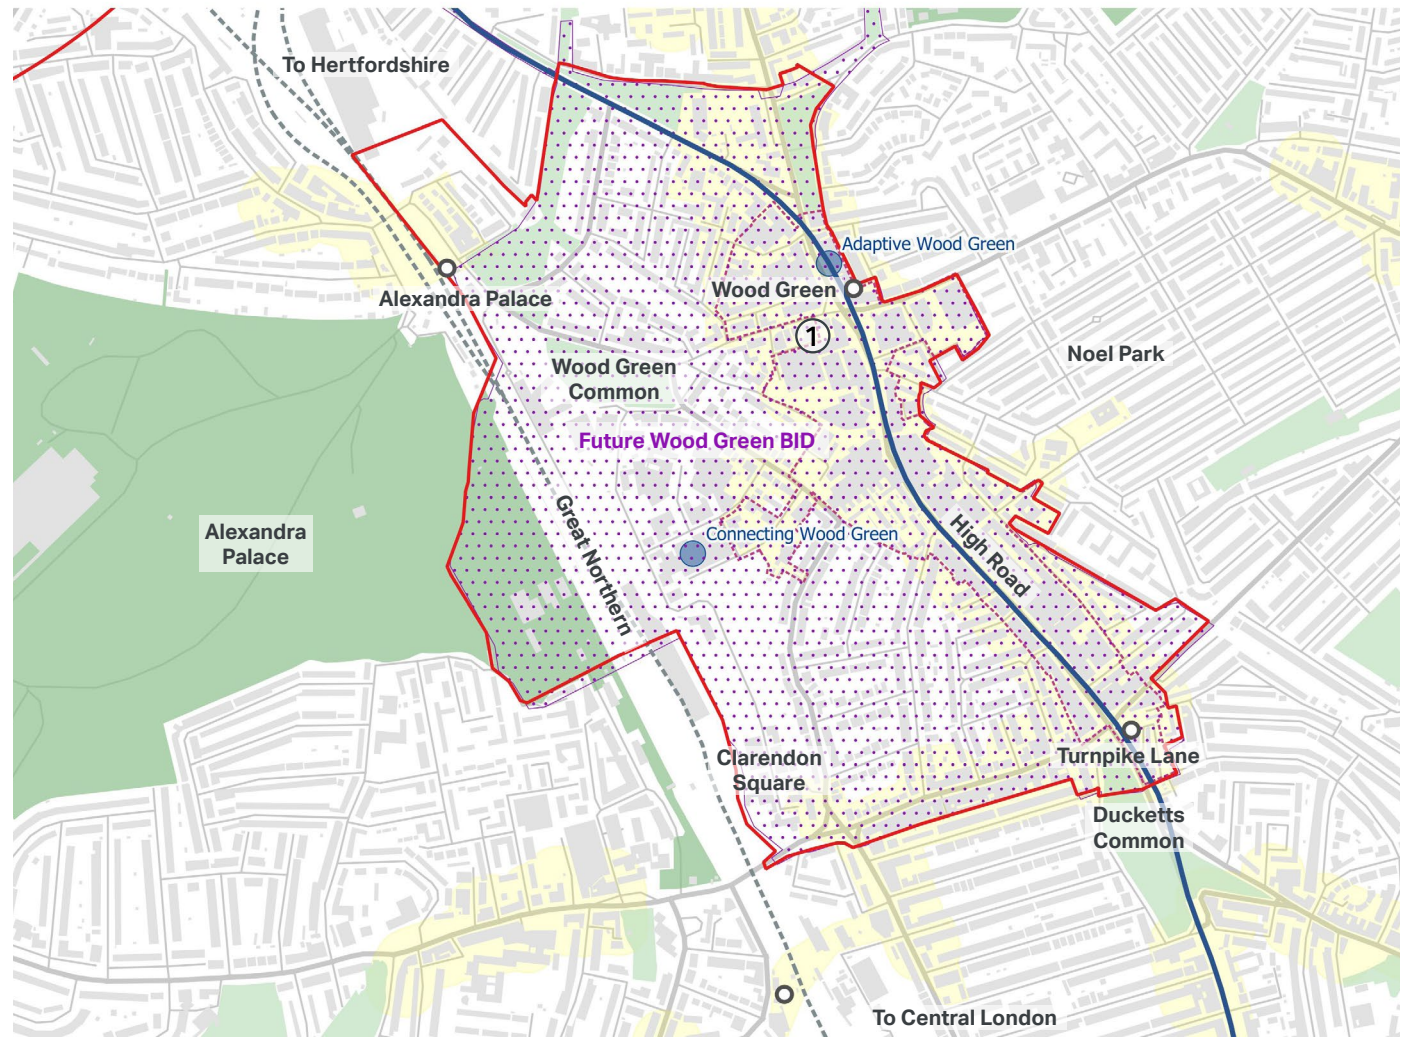 To Hertfordshire
Adaptive Wood Green
Wood Green
Alexandra Palace
1
Noel Park
Wood Green
Common
Future Wood Green BID
Alexandra
Palace
Great Northern
Connecting Wood Green
High Road
Clarendon
Square
Turnpike Lane
Ducketts
Common
To Central London